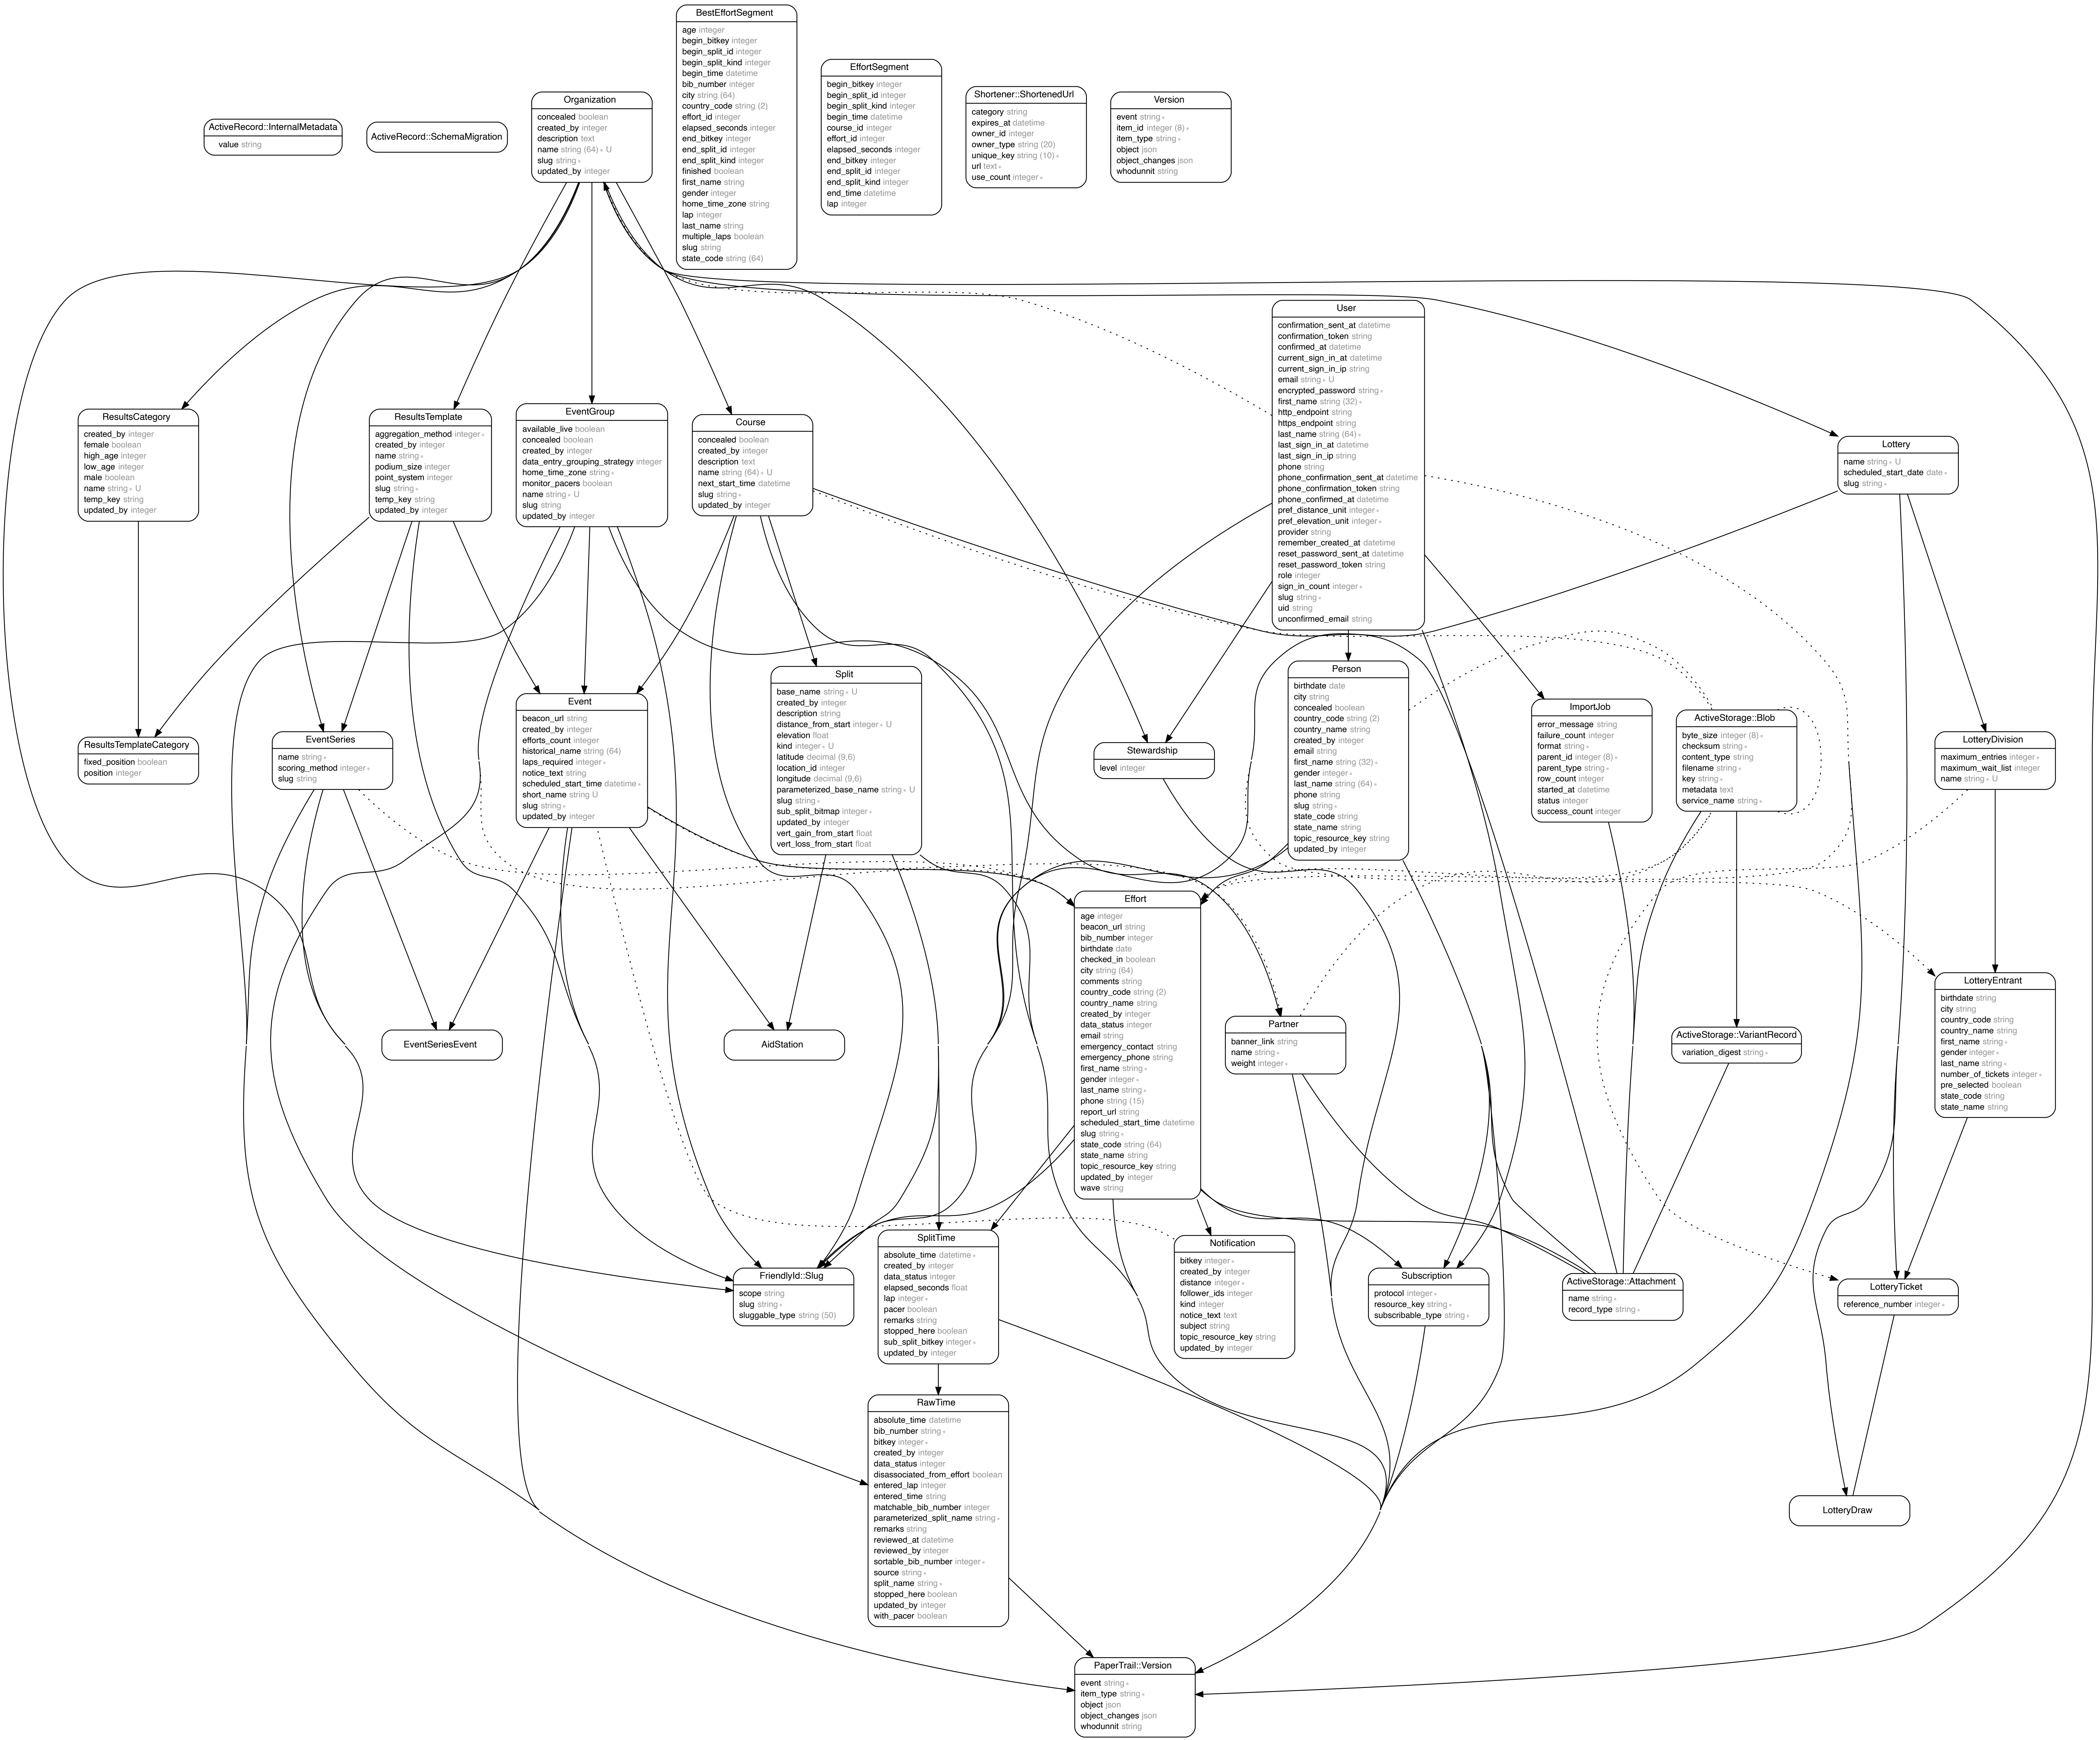 BestEffortSegment
age integer
begin_bitkey integer
begin_split_id integer
begin_split_kind integer
begin_time datetime
bib_number integer
city string (64)
country_code string (2)
effort_id integer
elapsed_seconds integer
end_bitkey integer
end_split_id integer
end_split_kind integer
finished boolean
first_name string
gender integer
home_time_zone string
lap integer
last_name string
multiple_laps boolean
slug string
state_code string (64)
EffortSegment
begin_bitkey integer
begin_split_id integer
begin_split_kind integer
begin_time datetime
course_id integer
effort_id integer
elapsed_seconds integer
end_bitkey integer
end_split_id integer
end_split_kind integer
end_time datetime
lap integer
Shortener::ShortenedUrl
category string
expires_at datetime
owner_id integer
owner_type string (20)
unique_key string (10) ∗
url text ∗
use_count integer ∗
Version
event string ∗
item_id integer (8) ∗
item_type string ∗
object json
object_changes json
whodunnit string
Organization
concealed boolean
created_by integer
description text
name string (64) ∗ U
slug string ∗
updated_by integer
ActiveRecord::InternalMetadata
value string
ActiveRecord::SchemaMigration
User
confirmation_sent_at datetime
confirmation_token string
confirmed_at datetime
current_sign_in_at datetime
current_sign_in_ip string
email string ∗ U
encrypted_password string ∗
first_name string (32) ∗
http_endpoint string
https_endpoint string
last_name string (64) ∗
last_sign_in_at datetime
last_sign_in_ip string
phone string
phone_confirmation_sent_at datetime
phone_confirmation_token string
phone_confirmed_at datetime
pref_distance_unit integer ∗
pref_elevation_unit integer ∗
provider string
remember_created_at datetime
reset_password_sent_at datetime
reset_password_token string
role integer
sign_in_count integer ∗
slug string ∗
uid string
unconfirmed_email string
ResultsCategory
created_by integer
female boolean
high_age integer
low_age integer
male boolean
name string ∗ U
temp_key string
updated_by integer
ResultsTemplate
aggregation_method integer ∗
created_by integer
name string ∗
podium_size integer
point_system integer
slug string ∗
temp_key string
updated_by integer
EventGroup
available_live boolean
concealed boolean
created_by integer
data_entry_grouping_strategy integer
home_time_zone string ∗
monitor_pacers boolean
name string ∗ U
slug string
updated_by integer
Course
concealed boolean
created_by integer
description text
name string (64) ∗ U
next_start_time datetime
slug string ∗
updated_by integer
Lottery
name string ∗ U
scheduled_start_date date ∗
slug string ∗
Split
base_name string ∗ U
created_by integer
description string
distance_from_start integer ∗ U
elevation float
kind integer ∗ U
latitude decimal (9,6)
location_id integer
longitude decimal (9,6)
parameterized_base_name string ∗ U
slug string ∗
sub_split_bitmap integer ∗
updated_by integer
vert_gain_from_start float
vert_loss_from_start float
Person
birthdate date
city string
concealed boolean
country_code string (2)
country_name string
created_by integer
email string
first_name string (32) ∗
gender integer ∗
last_name string (64) ∗
phone string
slug string ∗
state_code string
state_name string
topic_resource_key string
updated_by integer
Event
beacon_url string
created_by integer
efforts_count integer
historical_name string (64)
laps_required integer ∗
notice_text string
scheduled_start_time datetime ∗
short_name string U
slug string ∗
updated_by integer
ImportJob
error_message string
failure_count integer
format string ∗
parent_id integer (8) ∗
parent_type string ∗
row_count integer
started_at datetime
status integer
success_count integer
ActiveStorage::Blob
byte_size integer (8) ∗
checksum string ∗
content_type string
filename string ∗
key string ∗
metadata text
service_name string ∗
ResultsTemplateCategory
fixed_position boolean
position integer
EventSeries
name string ∗
scoring_method integer ∗
slug string
Stewardship
level integer
LotteryDivision
maximum_entries integer ∗
maximum_wait_list integer
name string ∗ U
Effort
age integer
beacon_url string
bib_number integer
birthdate date
checked_in boolean
city string (64)
comments string
country_code string (2)
country_name string
created_by integer
data_status integer
email string
emergency_contact string
emergency_phone string
first_name string ∗
gender integer ∗
last_name string ∗
phone string (15)
report_url string
scheduled_start_time datetime
slug string ∗
state_code string (64)
state_name string
topic_resource_key string
updated_by integer
wave string
LotteryEntrant
birthdate string
city string
country_code string
country_name string
first_name string ∗
gender integer ∗
last_name string ∗
number_of_tickets integer ∗
pre_selected boolean
state_code string
state_name string
EventSeriesEvent
AidStation
Partner
banner_link string
name string ∗
weight integer ∗
ActiveStorage::VariantRecord
variation_digest string ∗
SplitTime
absolute_time datetime ∗
created_by integer
data_status integer
elapsed_seconds float
lap integer ∗
pacer boolean
remarks string
stopped_here boolean
sub_split_bitkey integer ∗
updated_by integer
FriendlyId::Slug
scope string
slug string ∗
sluggable_type string (50)
Notification
bitkey integer ∗
created_by integer
distance integer ∗
follower_ids integer
kind integer
notice_text text
subject string
topic_resource_key string
updated_by integer
Subscription
protocol integer ∗
resource_key string ∗
subscribable_type string ∗
ActiveStorage::Attachment
name string ∗
record_type string ∗
LotteryTicket
reference_number integer ∗
RawTime
absolute_time datetime
bib_number string ∗
bitkey integer ∗
created_by integer
data_status integer
disassociated_from_effort boolean
entered_lap integer
entered_time string
matchable_bib_number integer
parameterized_split_name string ∗
remarks string
reviewed_at datetime
reviewed_by integer
sortable_bib_number integer ∗
source string ∗
split_name string ∗
stopped_here boolean
updated_by integer
with_pacer boolean
LotteryDraw
PaperTrail::Version
event string ∗
item_type string ∗
object json
object_changes json
whodunnit string